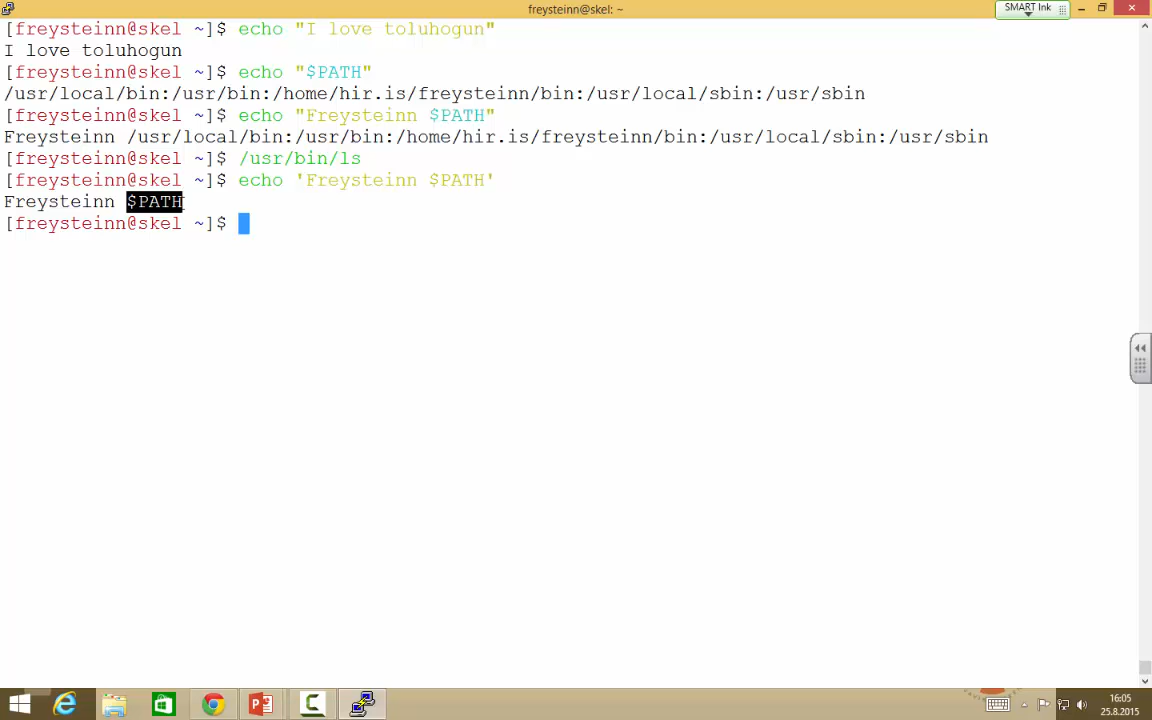 freysteinn@skel: ~
SMART Ink
[freysteinn@skel ~]$ echo "I love toluhogun"
I love toluhogun
[freysteinn@skel ~]$ echo "$PATH"
/usr/local/bin:/usr/bin:/home/hir.is/freysteinn/bin:/usr/local/sbin:/usr/sbin
[freysteinn@skel ~]$ echo "Freysteinn $PATH"
Freysteinn /usr/local/bin:/usr/bin:/home/hir.is/freysteinn/bin:/usr/local/sbin:/usr/sbin
[freysteinn@skel ~]$ /usr/bin/ls
[freysteinn@skel ~]$ echo 'Freysteinn $PATH'
Freysteinn $PATH
[freysteinn@skel ~]$
16:05
25.8.2015